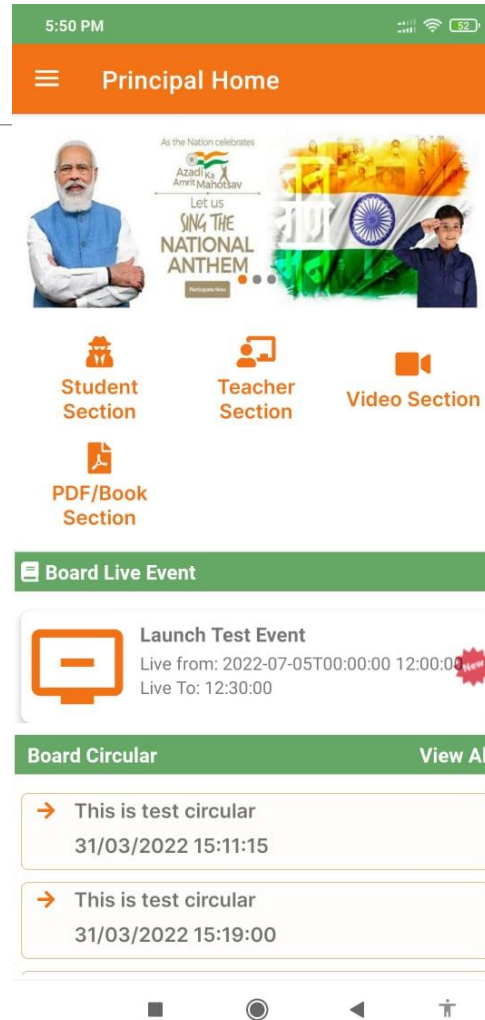 5:50 PM
52
Principal Home
As the Nation celebrates
Azadi Ka
Amrit Mahotsav
Let us
SING THE
NATIONAL
ANTHEM
Participate Now
जन
गण
Student
Section
Teacher
Section
Video Section
PDF/Book
Section
Board Live Event
Launch Test Event
Live from: 2022-07-05T00:00:00 12:00:00
New
Live To: 12:30:00
Board Circular
View Al
This is test circular
31/03/2022 15:11:15
This is test circular
31/03/2022 15:19:00